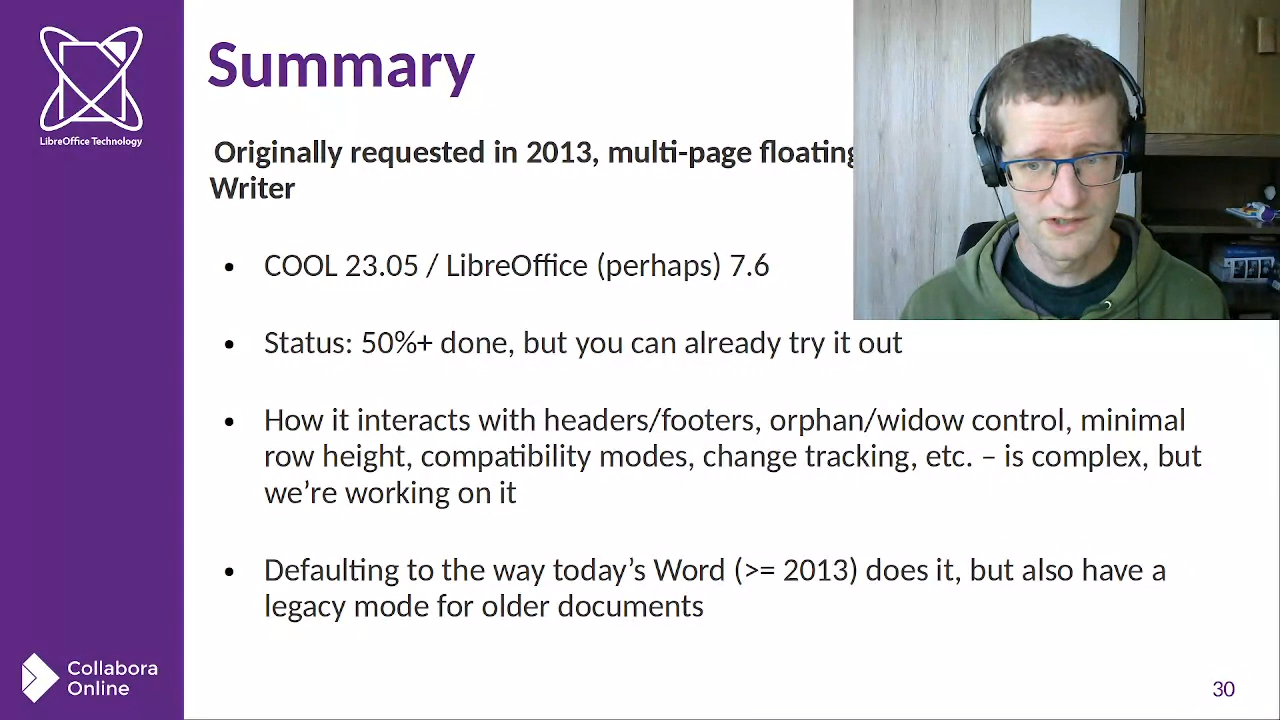 LibreOffice Technology
Summary
Originally requested in 2013, multi-page floating
Writer
• COOL 23.05 / LibreOffice (perhaps) 7.6
• Status: 50%+ done, but you can already try it out
• How it interacts with headers/footers, orphan/widow control, minimal
row height, compatibility modes, change tracking, etc. – is complex, but
we’re working on it
• Defaulting to the way today’s Word (>= 2013) does it, but also have a
legacy mode for older documents
Collabora
Online
30